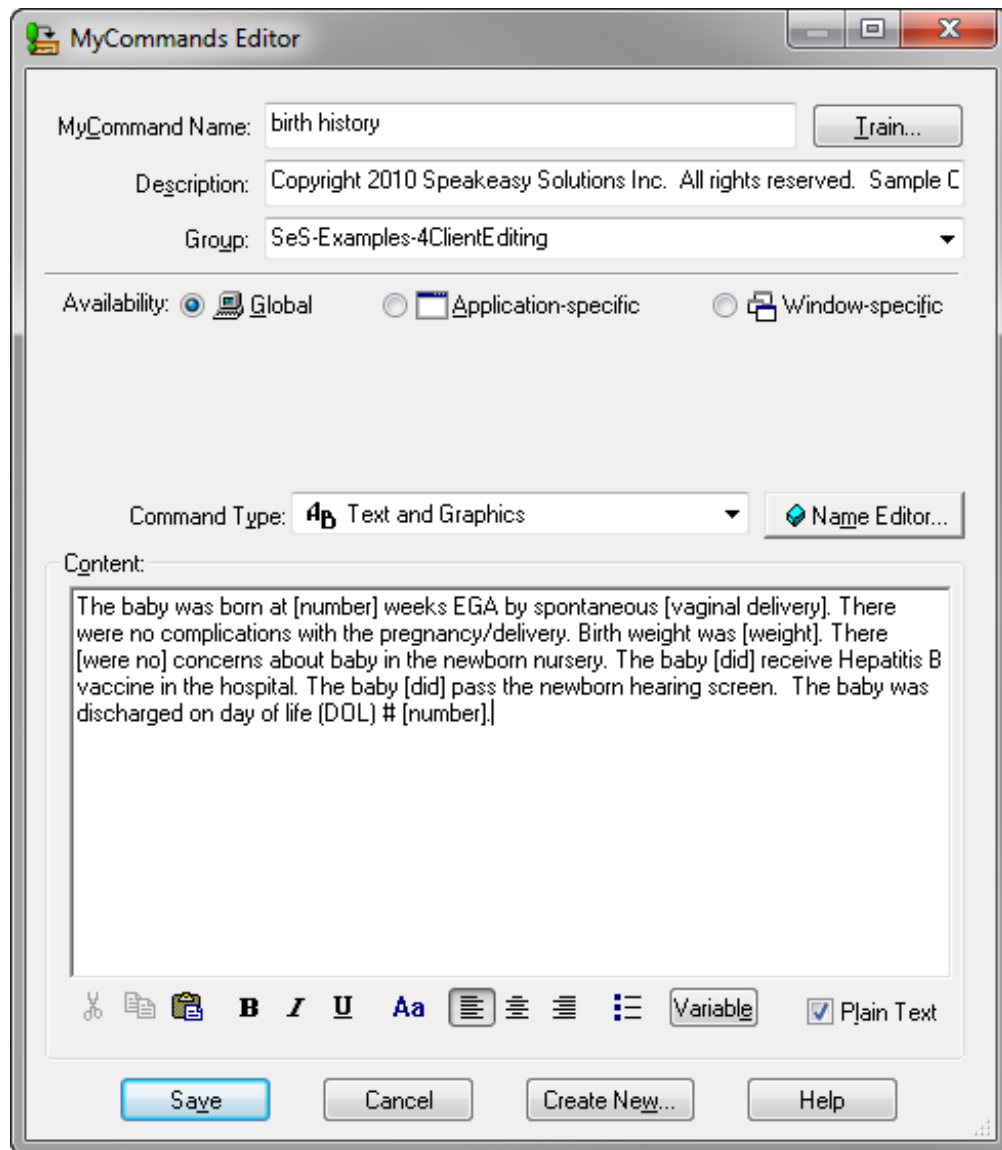 MyCommands Editor
MyCommand Name: birth history Train...
Description: Copyright 2010 Speakeasy Solutions Inc.  All rights reserved.  Sample C
Group: SeS-Examples-4ClientEditing
Availability: Global Application-specific Window-specific
Command Type: AB Text and Graphics Name Editor...
Content:
The baby was born at [number] weeks EGA by spontaneous [vaginal delivery]. There
were no complications with the pregnancy/delivery. Birth weight was [weight]. There
[were no] concerns about baby in the newborn nursery. The baby [did] receive Hepatitis B
vaccine in the hospital. The baby [did] pass the newborn hearing screen.  The baby was
discharged on day of life (DOL) # [number].
B I U Aa Variable Plain Text
Save Cancel Create New... Help